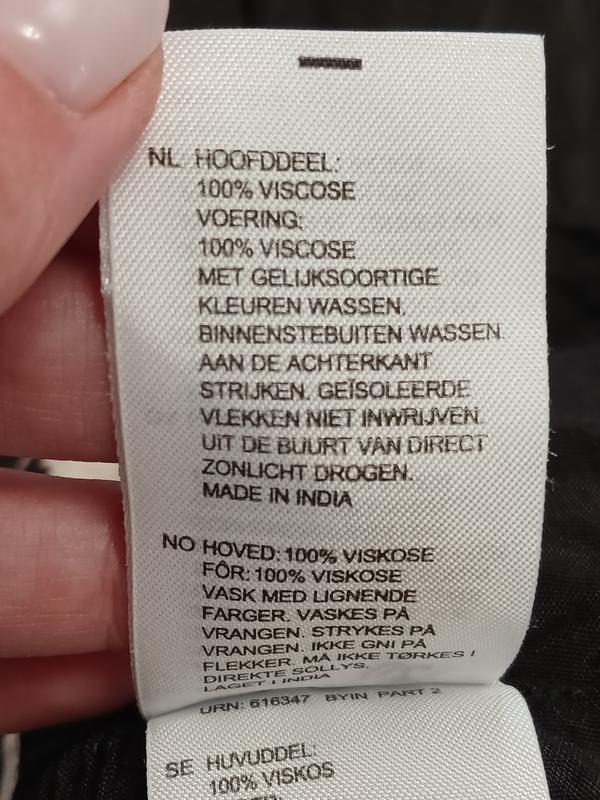 NL HOOFDDEEL:
100% VISCOSE
VOERING:
100% VISCOSE
MET GELIJKSOORTIGE
KLEUREN WASSEN.
BINNENSTEBUITEN WASSEN.
AAN DE ACHTERKANT
STRIJKEN. GEÏSOLEERDE
VLEKKEN NIET INWRIJVEN.
UIT DE BUURT VAN DIRECT
ZONLICHT DROGEN.
MADE IN INDIA
NO HOVED: 100% VISKOSE
FÔR: 100% VISKOSE
VASK MED LIGNENDE
FARGER. VASKES PÅ
VRANGEN. STRYKES PÅ
VRANGEN. IKKE GNI PÅ
FLEKKER. MÅ IKKE TØRKES I
DIREKTE SOLLYS.
LAGET I INDIA
URN: 616347 BYIN PART 2
SE HUVUDDEL:
100% VISKOS